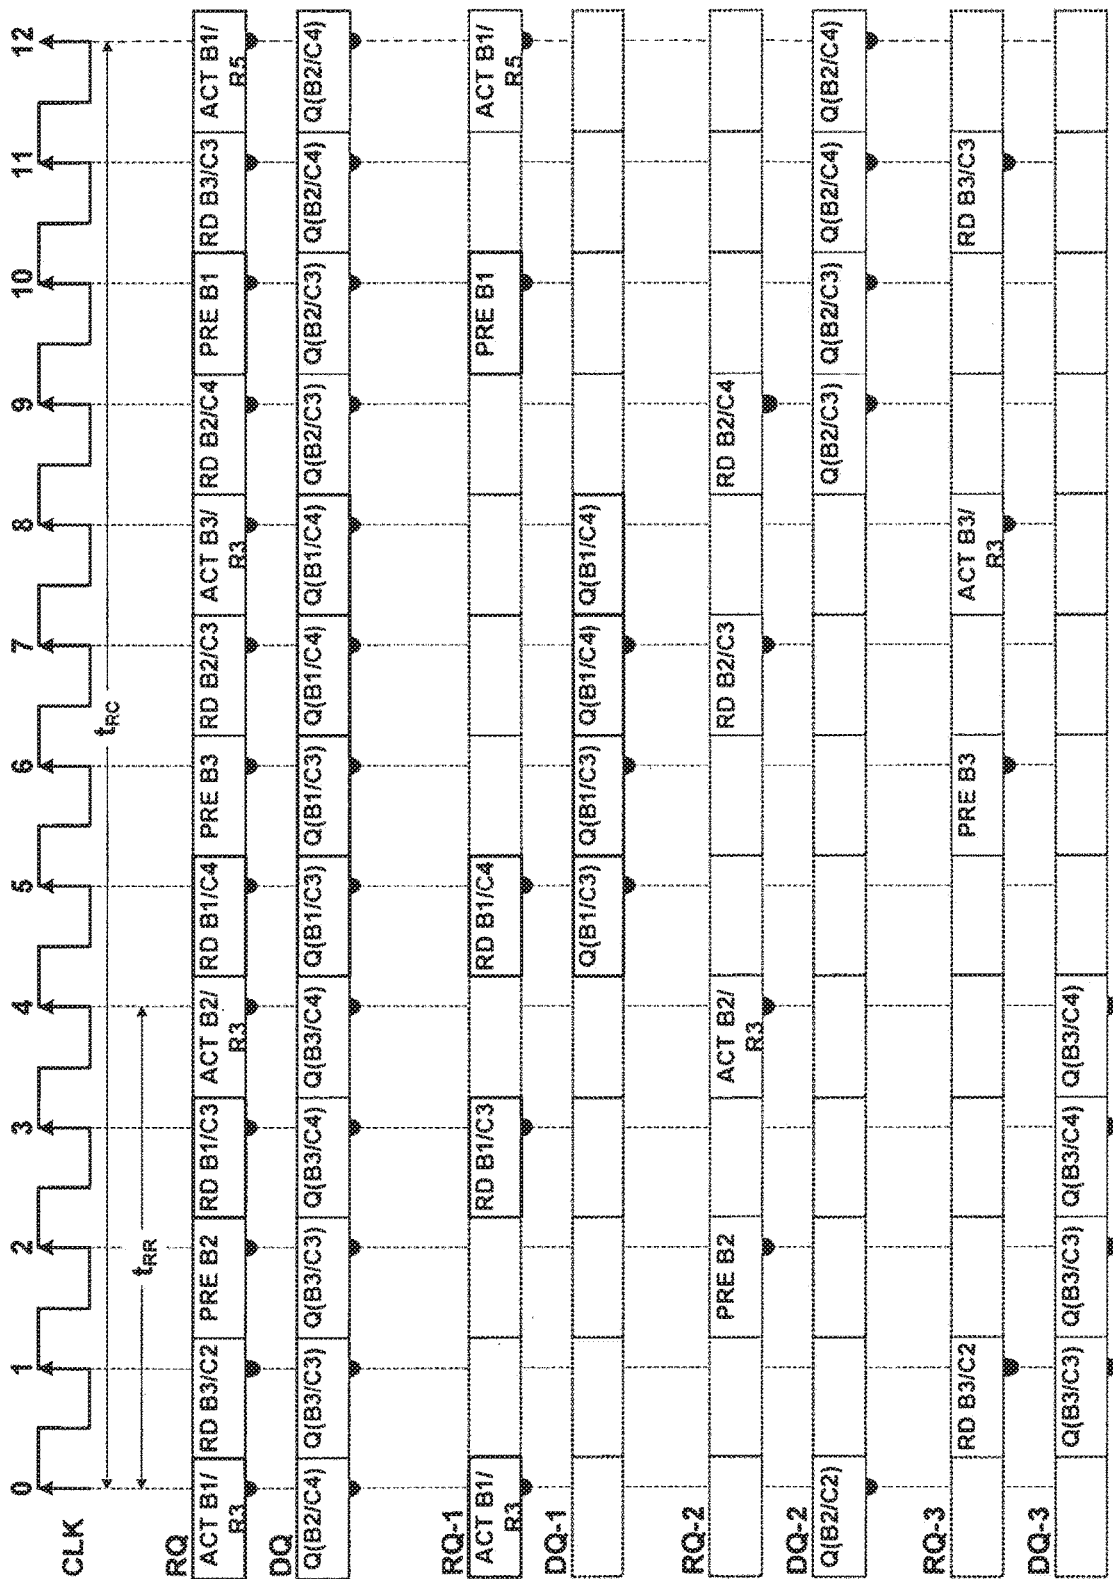 0 1 2 3 4 5 6 7 8 9 10 11 12
CLK
tRC
tRR
RQ
ACT B1/R3 RD B3/C2 PRE B2 RD B1/C3 ACT B2/R3 RD B1/C4 PRE B3 RD B2/C3 ACT B3/R3 RD B2/C4 PRE B1 RD B3/C3 ACT B1/R5
DQ
Q(B2/C4) Q(B3/C3) Q(B3/C3) Q(B3/C4) Q(B3/C4) Q(B1/C3) Q(B1/C3) Q(B1/C4) Q(B1/C4) Q(B2/C3) Q(B2/C3) Q(B2/C4) Q(B2/C4)
RQ-1
ACT B1/R3 RD B1/C3 RD B1/C4 PRE B1 ACT B1/R5
DQ-1
Q(B1/C3) Q(B1/C3) Q(B1/C4) Q(B1/C4)
RQ-2
PRE B2 ACT B2/R3 RD B2/C3 RD B2/C4
DQ-2
Q(B2/C2) Q(B2/C3) Q(B2/C3) Q(B2/C4) Q(B2/C4)
RQ-3
RD B3/C2 PRE B3 ACT B3/R3 RD B3/C3
DQ-3
Q(B3/C3) Q(B3/C3) Q(B3/C4) Q(B3/C4)